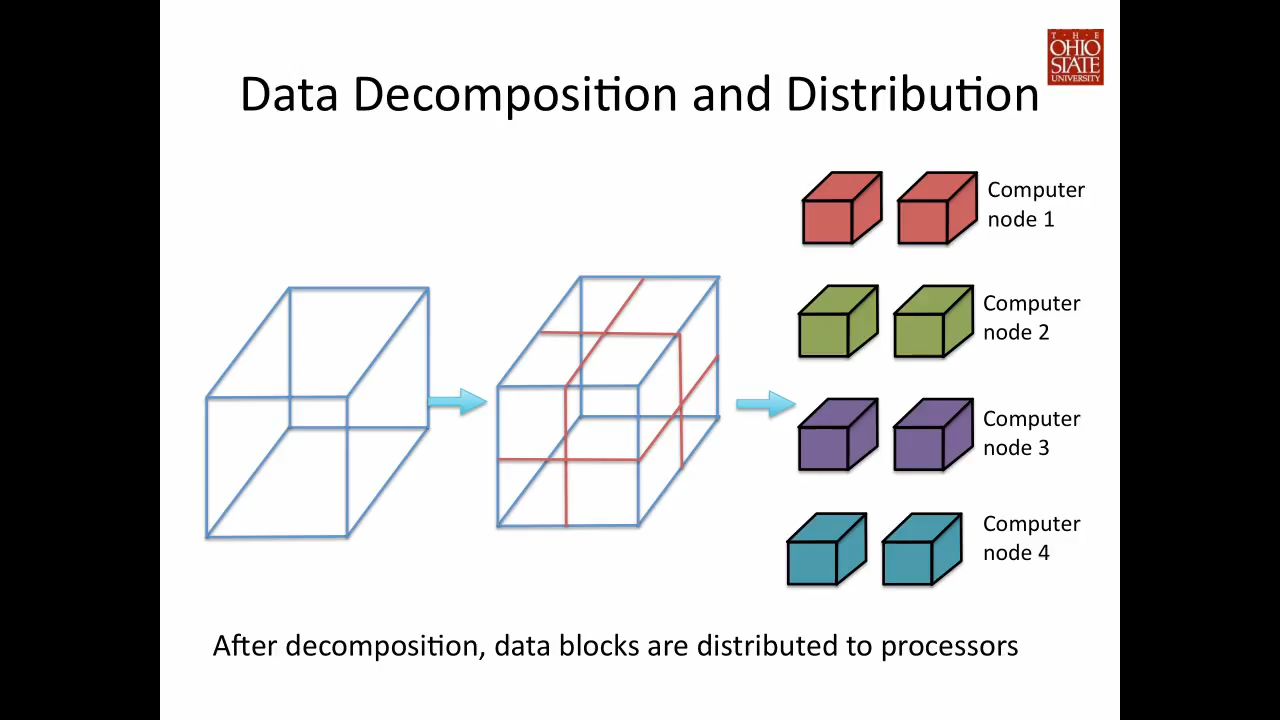 T · H · E
OHIO
STATE
UNIVERSITY
Data Decomposition and Distribution
Computer
node 1
Computer
node 2
Computer
node 3
Computer
node 4
After decomposition, data blocks are distributed to processors